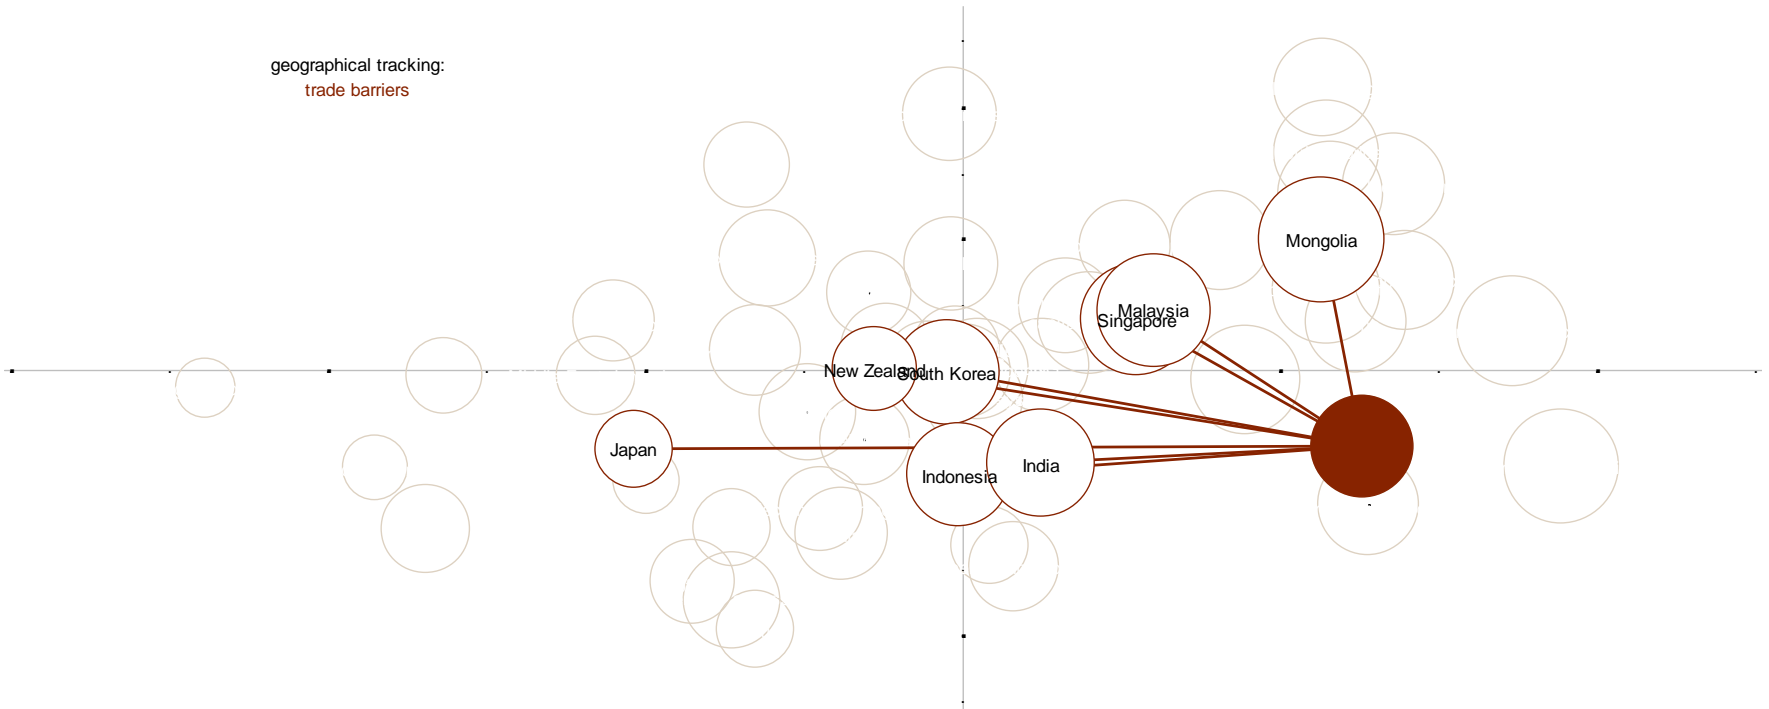 geographical tracking:
trade barriers
Mongolia
Malaysia
Singapore
New Zealand
South Korea
Japan
India
Indonesia